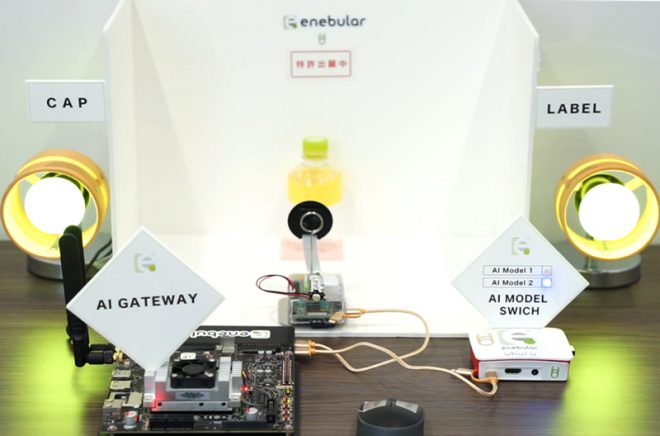 enebular
特許出願中
CAP
LABEL
AI GATEWAY
AI Model 1
AI Model 2
AI MODEL
SWICH
enebular
enebular